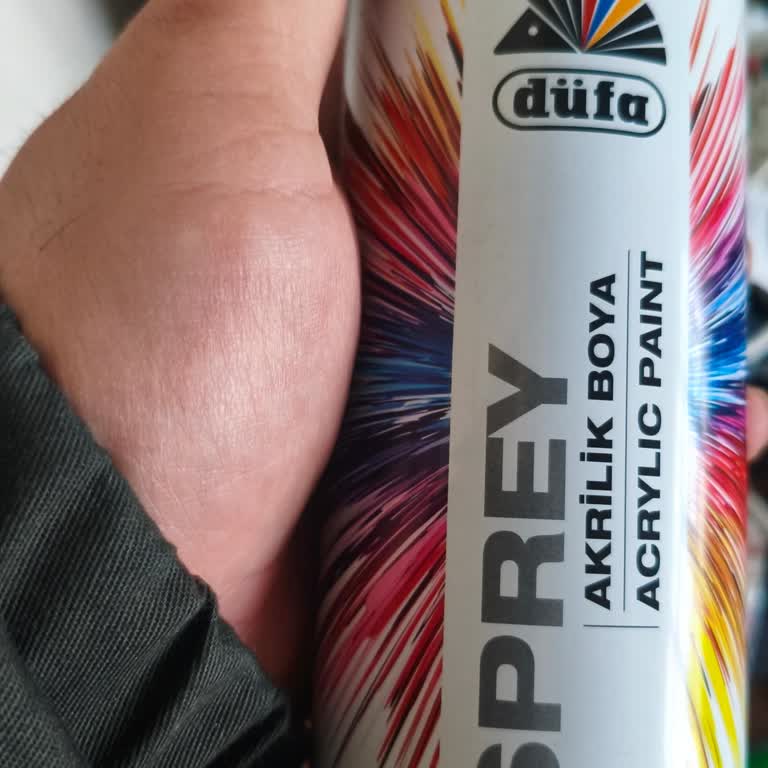 düfa
SPREY
AKRİLİK BOYA
ACRYLIC PAINT